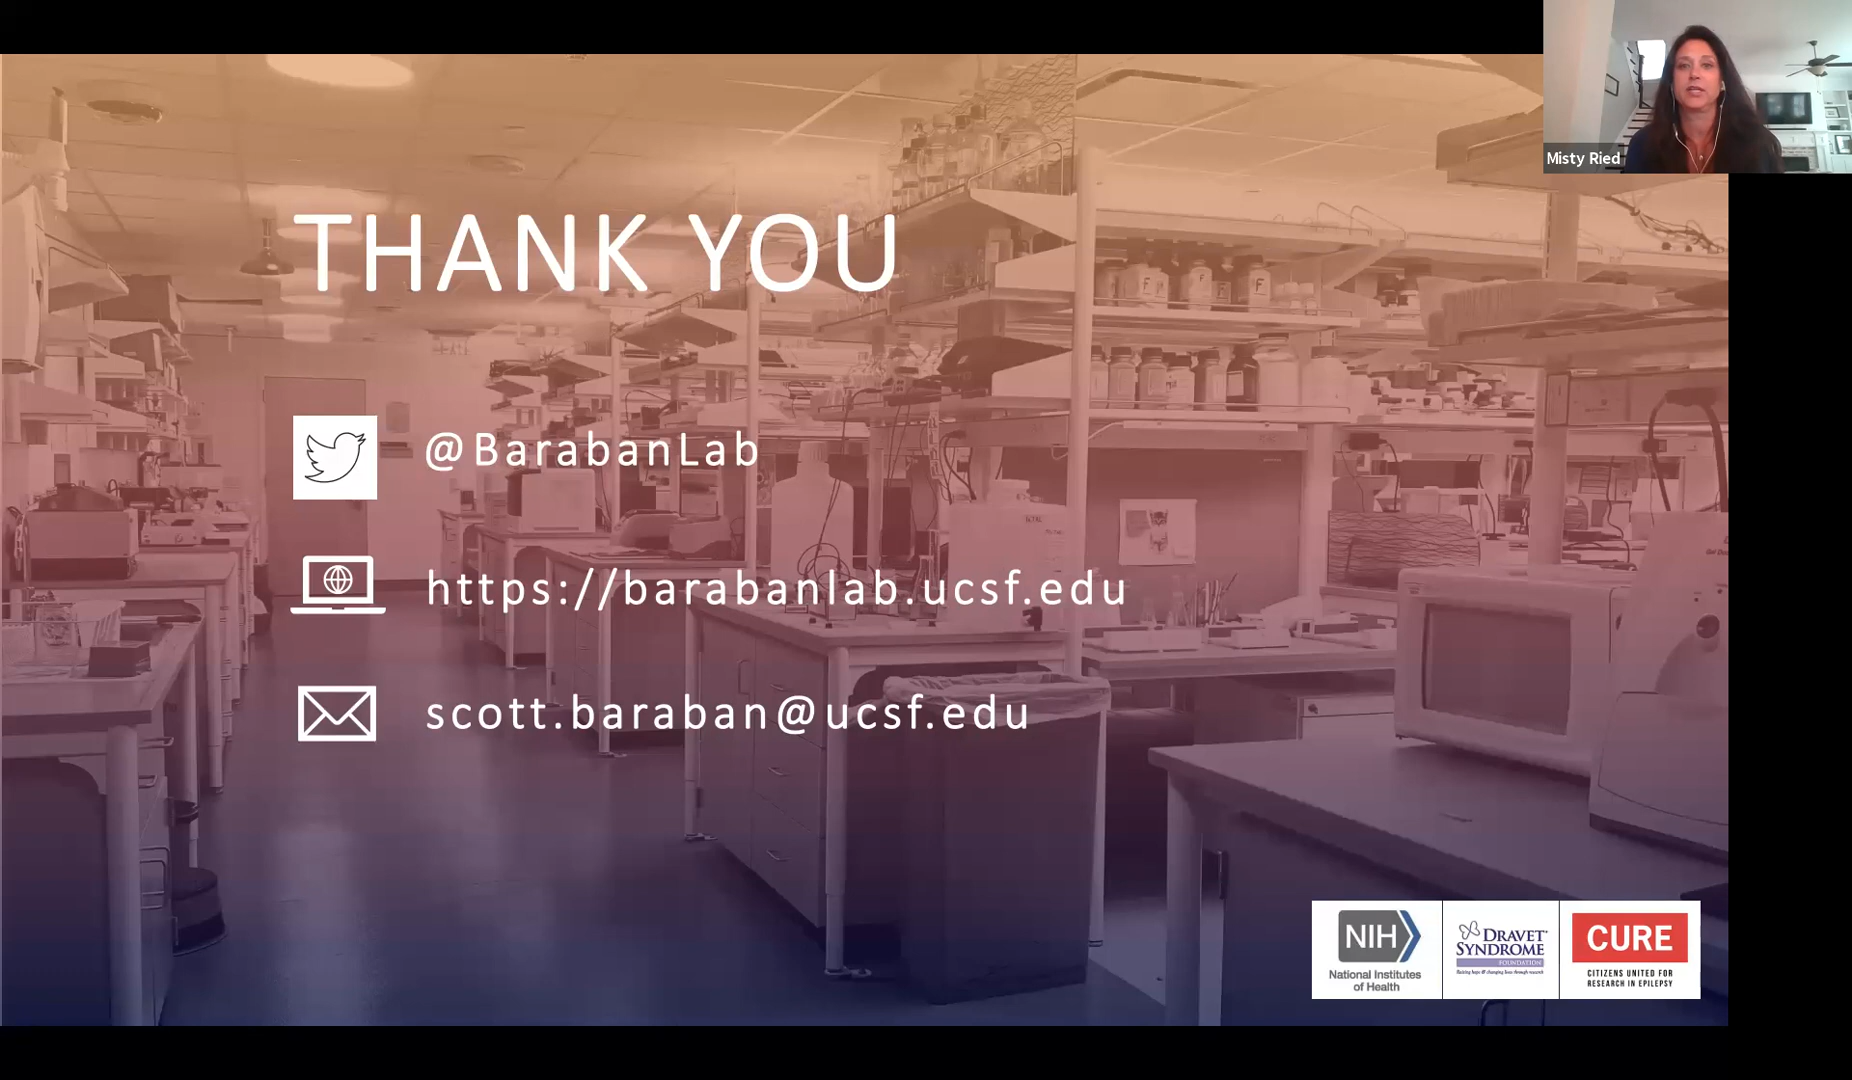 Misty Ried
THANK YOU
@BarabanLab
https://barabanlab.ucsf.edu
scott.baraban@ucsf.edu
NIH
National Institutes
of Health
DRAVET
SYNDROME
FOUNDATION
CURE
CITIZENS UNITED FOR
RESEARCH IN EPILEPSY